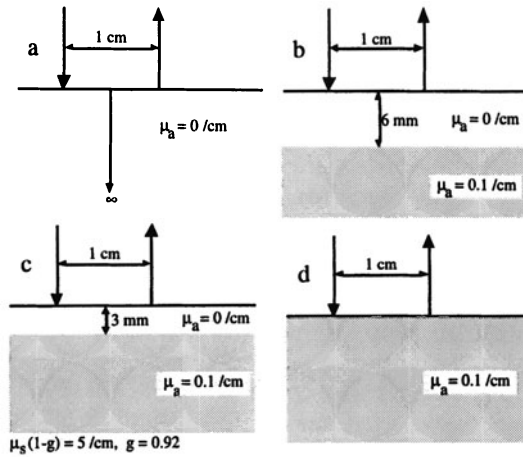 a
1 cm
μa = 0 /cm
∞
b
1 cm
6 mm
μa = 0 /cm
μa = 0.1 /cm
c
1 cm
3 mm
μa = 0 /cm
μa = 0.1 /cm
μs(1-g) = 5 /cm, g = 0.92
d
1 cm
μa = 0.1 /cm